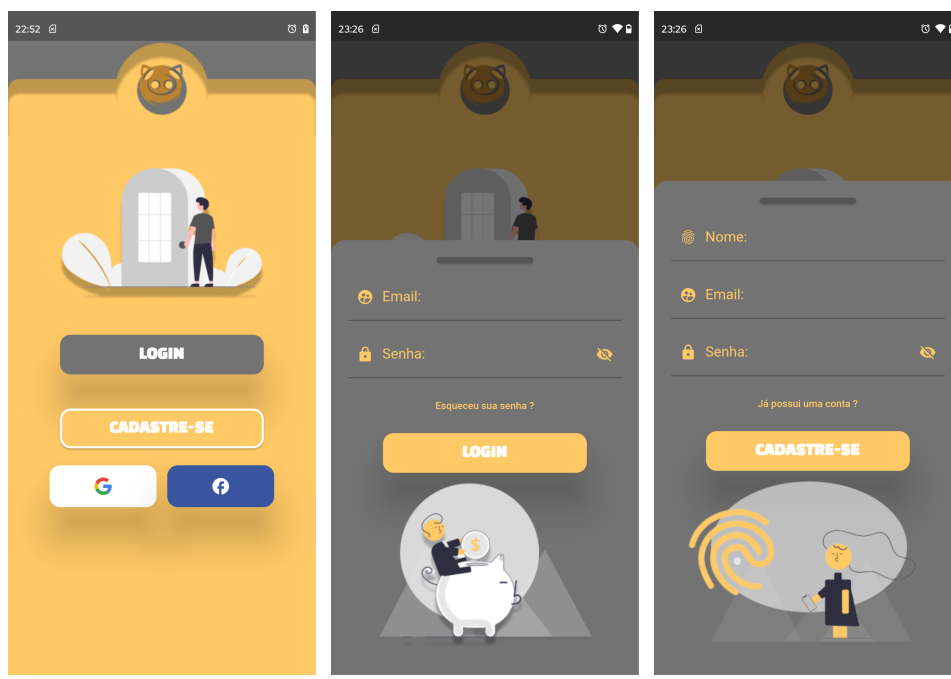 22:52
LOGIN
CADASTRE-SE
23:26
Email:
Senha:
Esqueceu sua senha ?
LOGIN
$
23:26
Nome:
Email:
Senha:
Já possui uma conta ?
CADASTRE-SE